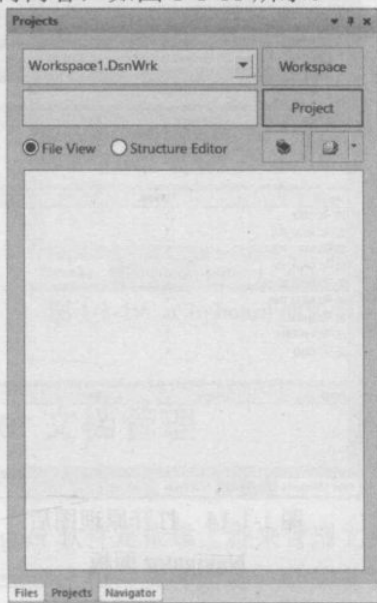 Projects
Workspace1.DsnWrk
Workspace
Project
File View
Structure Editor
Files
Projects
Navigator